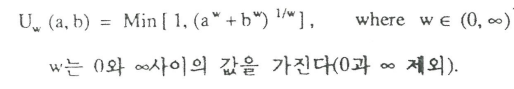 U_w (a, b) = Min [ 1, (a^w + b^w)^1/w ], where w ∈ (0, ∞)
w는 0와 ∞사이의 값을 가진다(0과 ∞ 제외).